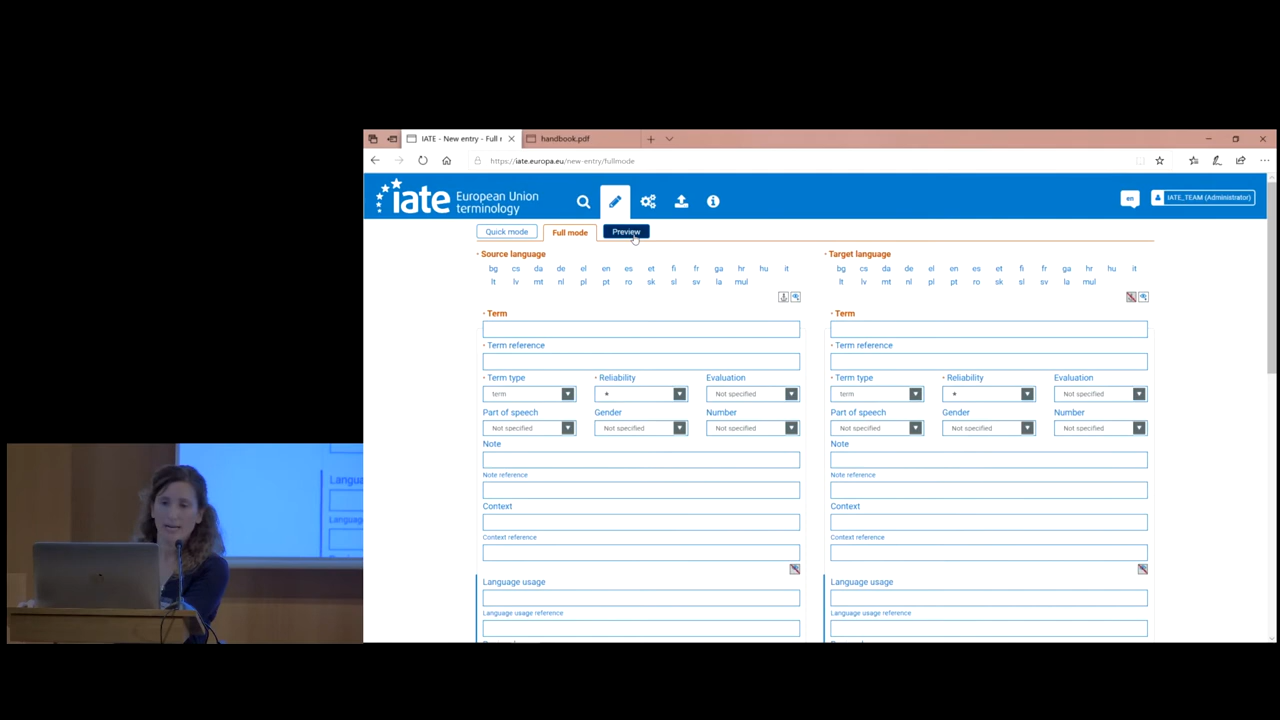 IATE - New entry - Full r
handbook.pdf
https://iate.europa.eu/new-entry/fullmode
iate European Union terminology
en
IATE_TEAM (Administrator)
Quick mode Full mode Preview
Source language
bg cs da de el en es et fi fr ga hr hu it
lt lv mt nl pl pt ro sk sl sv la mul
Term
Term reference
Term type Reliability Evaluation
term * Not specified
Part of speech Gender Number
Not specified Not specified Not specified
Note
Note reference
Context
Context reference
Language usage
Language usage reference
Target language
bg cs da de el en es et fi fr ga hr hu it
lt lv mt nl pl pt ro sk sl sv la mul
Term
Term reference
Term type Reliability Evaluation
term * Not specified
Part of speech Gender Number
Not specified Not specified Not specified
Note
Note reference
Context
Context reference
Language usage
Language usage reference
Langua
Language